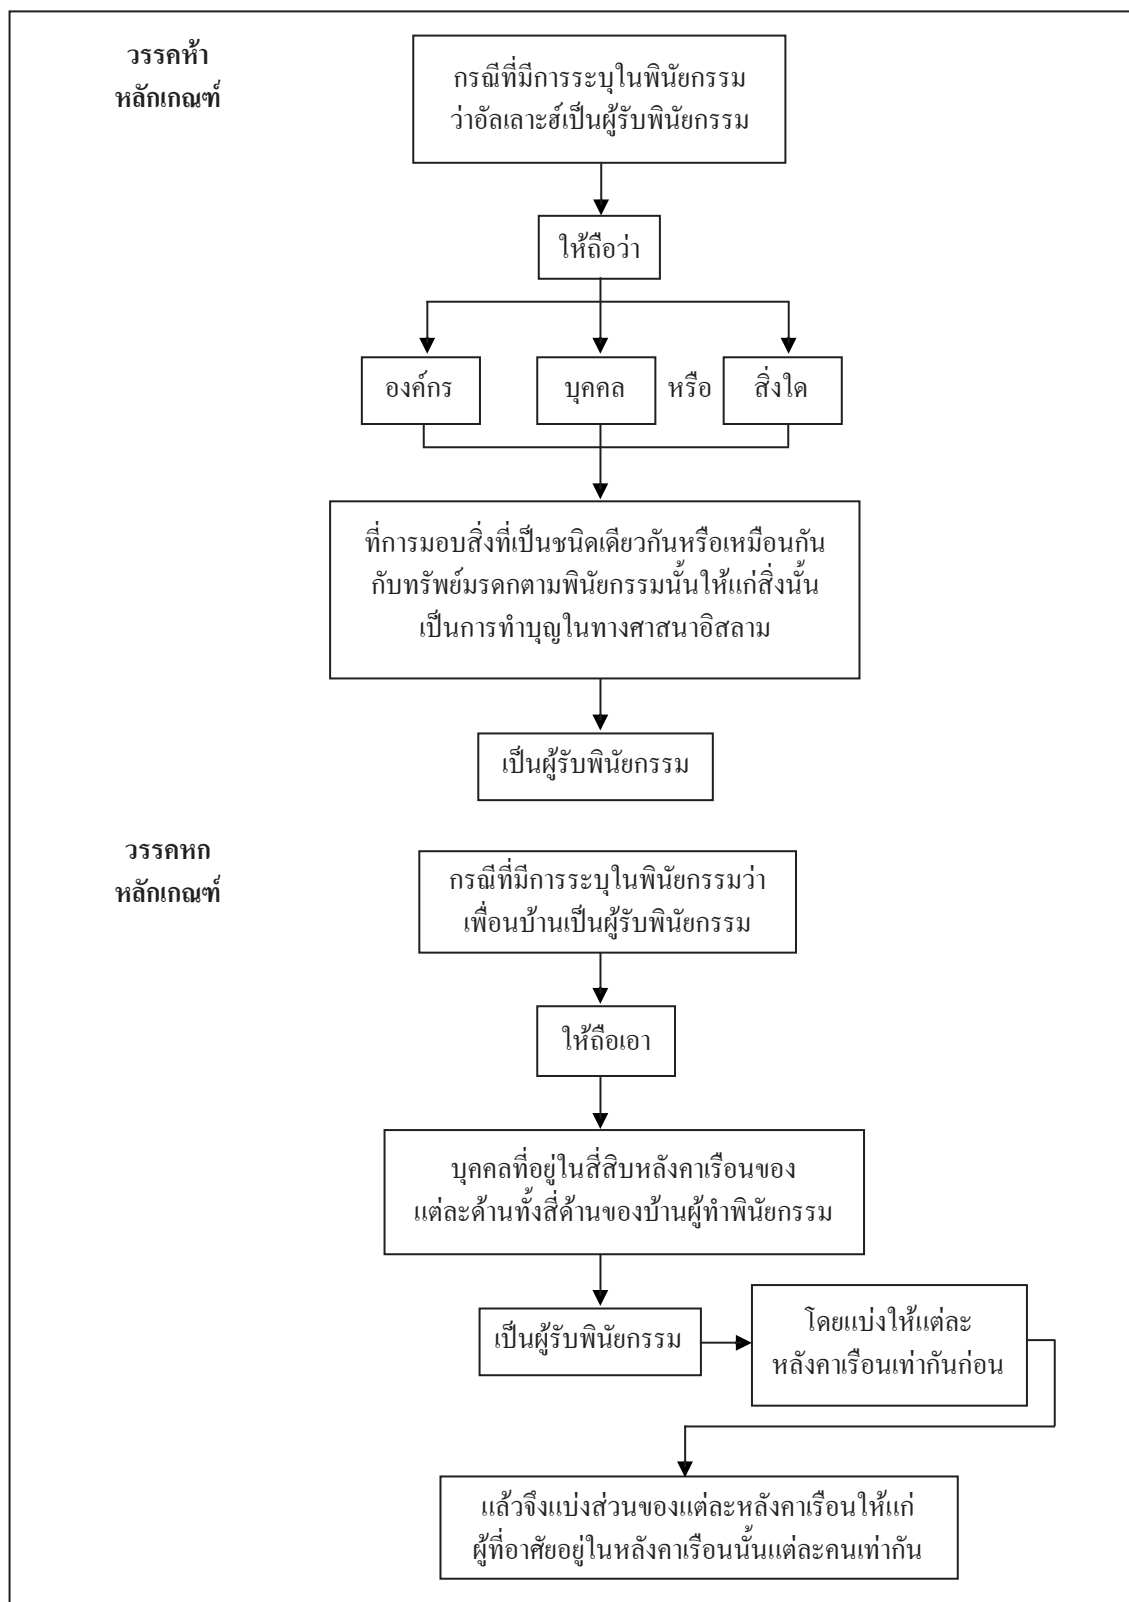 วรรคห้า
หลักเกณฑ์
กรณีที่มีการระบุในพินัยกรรม
ว่าอัลเลาะฮ์เป็นผู้รับพินัยกรรม
ให้ถือว่า
องค์กร
บุคคล
หรือ
สิ่งใด
ที่การมอบสิ่งที่เป็นชนิดเดียวกันหรือเหมือนกัน
กับทรัพย์มรดกตามพินัยกรรมนั้นให้แก่สิ่งนั้น
เป็นการทำบุญในทางศาสนาอิสลาม
เป็นผู้รับพินัยกรรม
วรรคหก
หลักเกณฑ์
กรณีที่มีการระบุในพินัยกรรมว่า
เพื่อนบ้านเป็นผู้รับพินัยกรรม
ให้ถือเอา
บุคคลที่อยู่ในสี่สิบหลังคาเรือนของ
แต่ละด้านทั้งสี่ด้านของบ้านผู้ทำพินัยกรรม
เป็นผู้รับพินัยกรรม
โดยแบ่งให้แต่ละ
หลังคาเรือนเท่ากันก่อน
แล้วจึงแบ่งส่วนของแต่ละหลังคาเรือนให้แก่
ผู้ที่อาศัยอยู่ในหลังคาเรือนนั้นแต่ละคนเท่ากัน